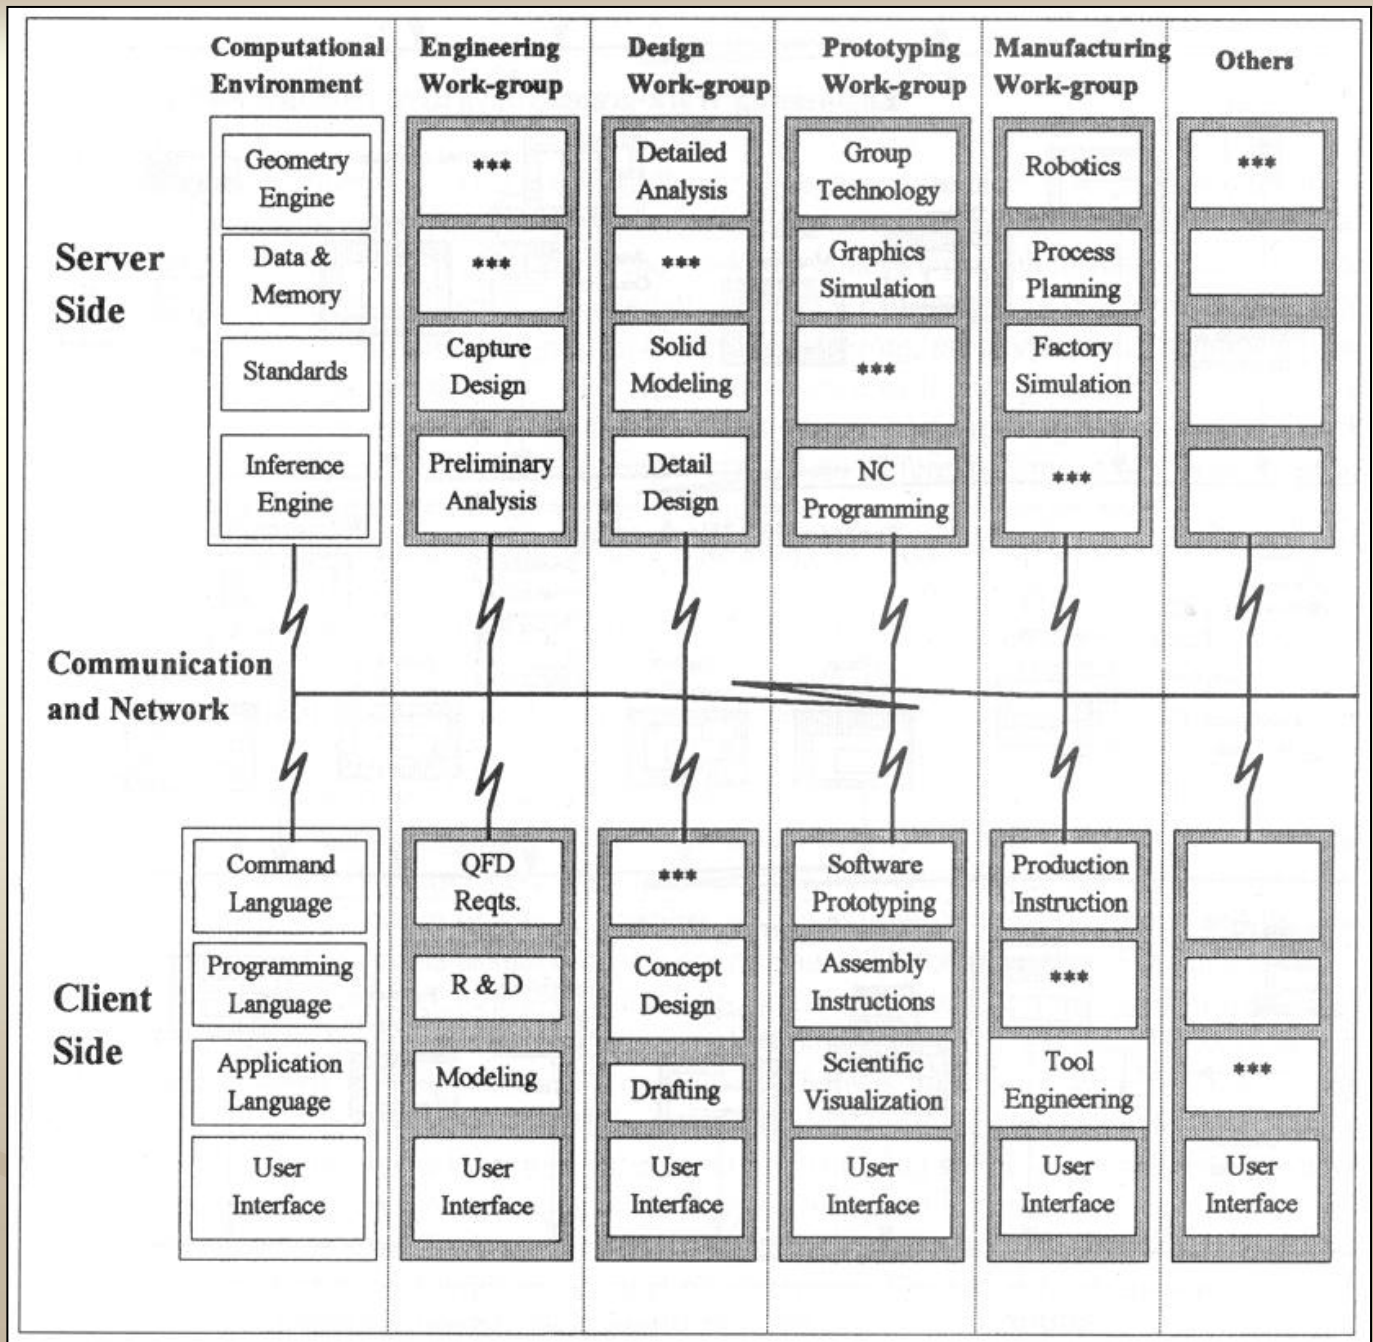 Computational
Environment
Engineering
Work-group
Design
Work-group
Prototyping
Work-group
Manufacturing
Work-group
Others
Server
Side
Geometry
Engine
Data &
Memory
Standards
Inference
Engine
***
***
Capture
Design
Preliminary
Analysis
Detailed
Analysis
***
Solid
Modeling
Detail
Design
Group
Technology
Graphics
Simulation
***
NC
Programming
Robotics
Process
Planning
Factory
Simulation
***
***
Communication
and Network
Client
Side
Command
Language
Programming
Language
Application
Language
User
Interface
QFD
Reqts.
R & D
Modeling
User
Interface
***
Concept
Design
Drafting
User
Interface
Software
Prototyping
Assembly
Instructions
Scientific
Visualization
User
Interface
Production
Instruction
***
Tool
Engineering
User
Interface
***
User
Interface